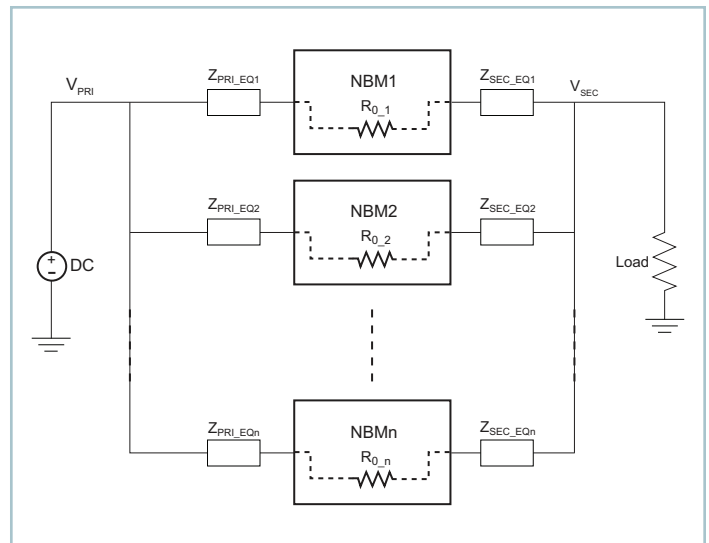 V_PRI
Z_PRI_EQ1
NBM1
R_0_1
Z_SEC_EQ1
V_SEC
Z_PRI_EQ2
NBM2
R_0_2
Z_SEC_EQ2
+
–
DC
Load
Z_PRI_EQn
NBMn
R_0_n
Z_SEC_EQn